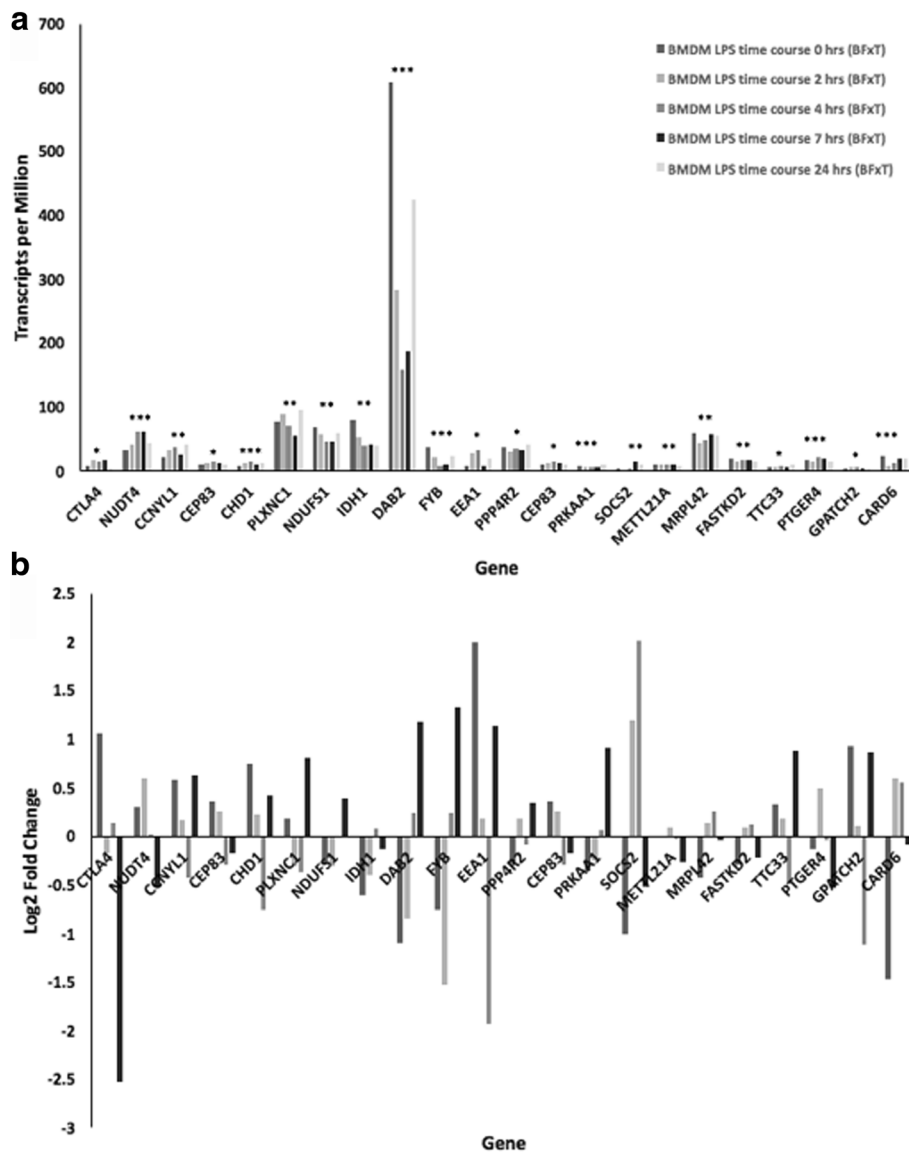 a
700
600
500
400
300
200
100
0
Transcripts per Million
BMDM LPS time course 0 hrs (BFxT)
BMDM LPS time course 2 hrs (BFxT)
BMDM LPS time course 4 hrs (BFxT)
BMDM LPS time course 7 hrs (BFxT)
BMDM LPS time course 24 hrs (BFxT)
* *** ** * *** ** ** ** *** *** * * * *** ** ** ** ** * *** * ***
CTLA4
NUDT4
CCNYL1
CEP83
CHD1
PLXNC1
NDUFS1
IDH1
DAB2
FYB
EEA1
PPP4R2
CEP83
PRKAA1
SOCS2
METTL21A
MRPL42
FASTKD2
TTC33
PTGER4
GPATCH2
CARD6
Gene
b
2.5
2
1.5
1
0.5
0
-0.5
-1
-1.5
-2
-2.5
-3
Log2 Fold Change
CTLA4
NUDT4
CCNYL1
CEP83
CHD1
PLXNC1
NDUFS1
IDH1
DAB2
FYB
EEA1
PPP4R2
CEP83
PRKAA1
SOCS2
METTL21A
MRPL42
FASTKD2
TTC33
PTGER4
GPATCH2
CARD6
Gene